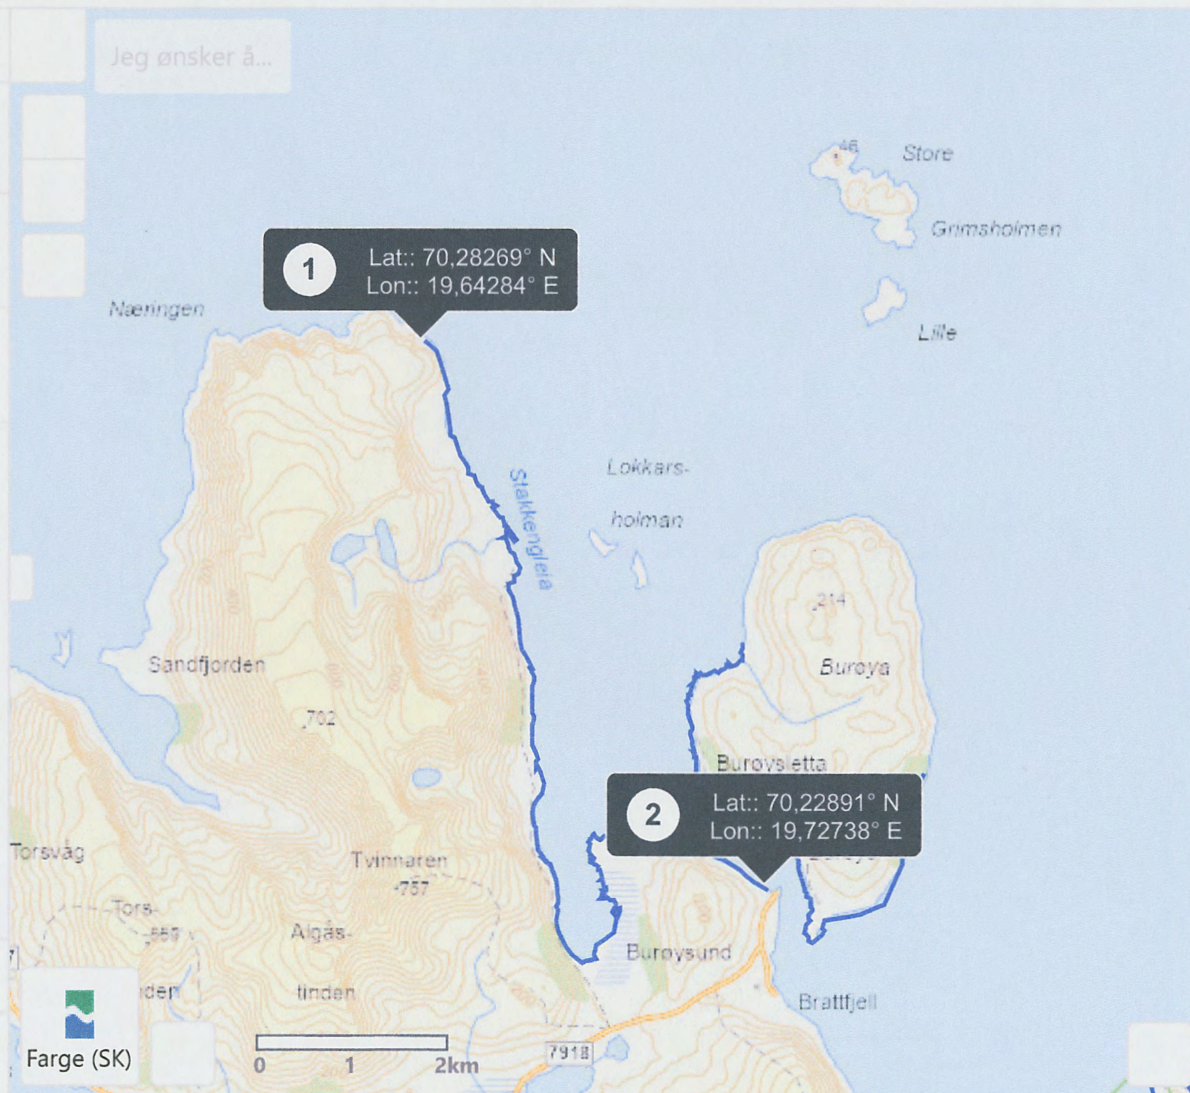 Jeg ønsker å...
46
Store
Grimsholmen
1
Lat:: 70,28269° N
Lon:: 19,64284° E
Næringen
Lille
Stakkengleia
Lokkars-
holman
214
Burøya
Sandfjorden
702
Burøysletta
2
Lat:: 70,22891° N
Lon:: 19,72738° E
Torsvåg
Tvinnaren
757
Tors-
Algås-
tinden
Burøysund
Brattfjell
Farge (SK)
0 1 2km
7918